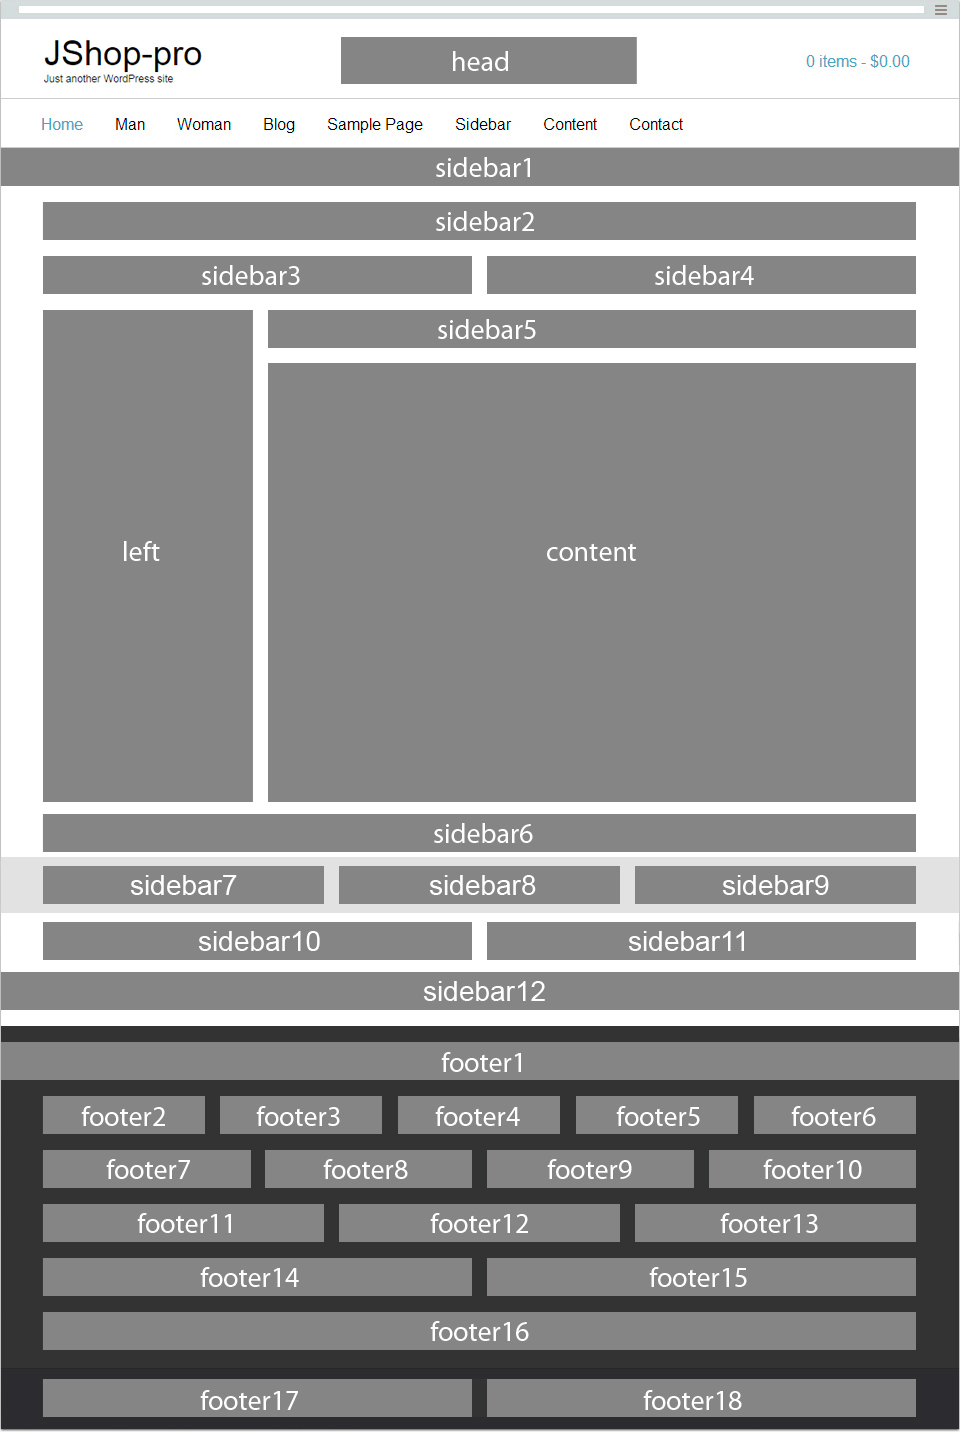 JShop-pro
Just another WordPress site
head
0 items - $0.00
Home Man Woman Blog Sample Page Sidebar Content Contact
sidebar1
sidebar2
sidebar3 sidebar4
sidebar5
left content
sidebar6
sidebar7 sidebar8 sidebar9
sidebar10 sidebar11
sidebar12
footer1
footer2 footer3 footer4 footer5 footer6
footer7 footer8 footer9 footer10
footer11 footer12 footer13
footer14 footer15
footer16
footer17 footer18